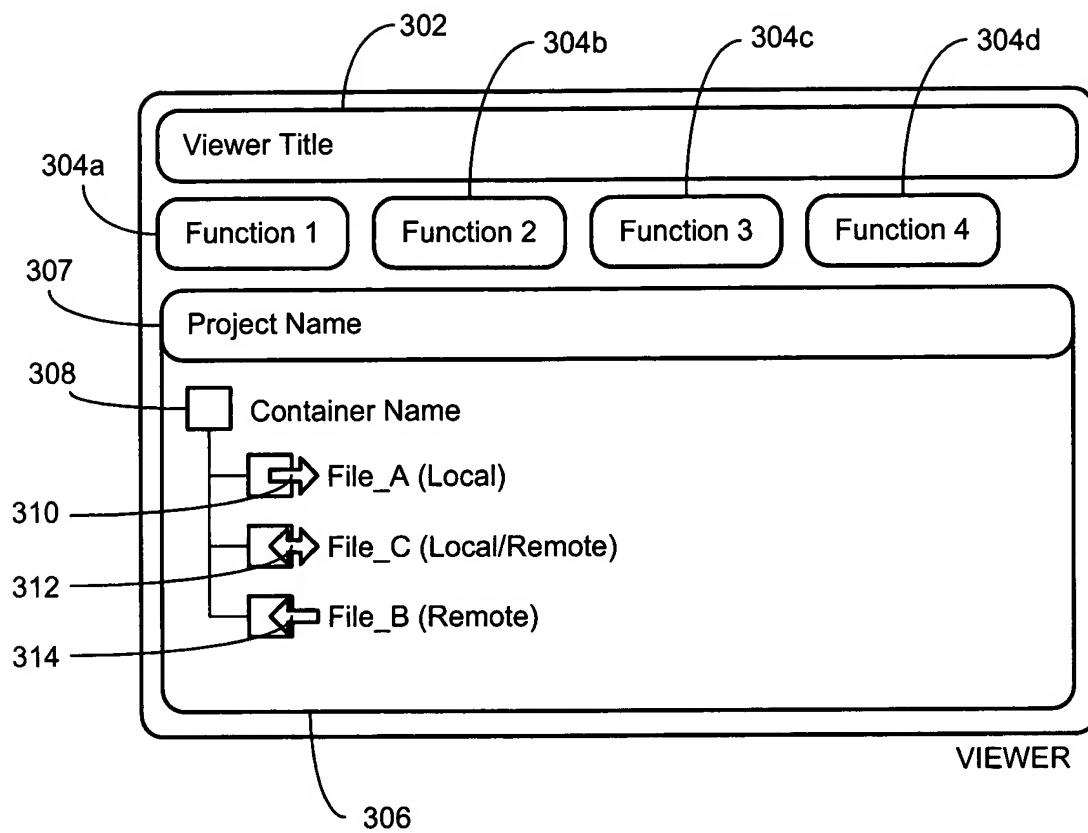 302
304b
304c
304d
Viewer Title
304a
Function 1
Function 2
Function 3
Function 4
307
Project Name
308
Container Name
File_A (Local)
310
File_C (Local/Remote)
312
File_B (Remote)
314
VIEWER
306